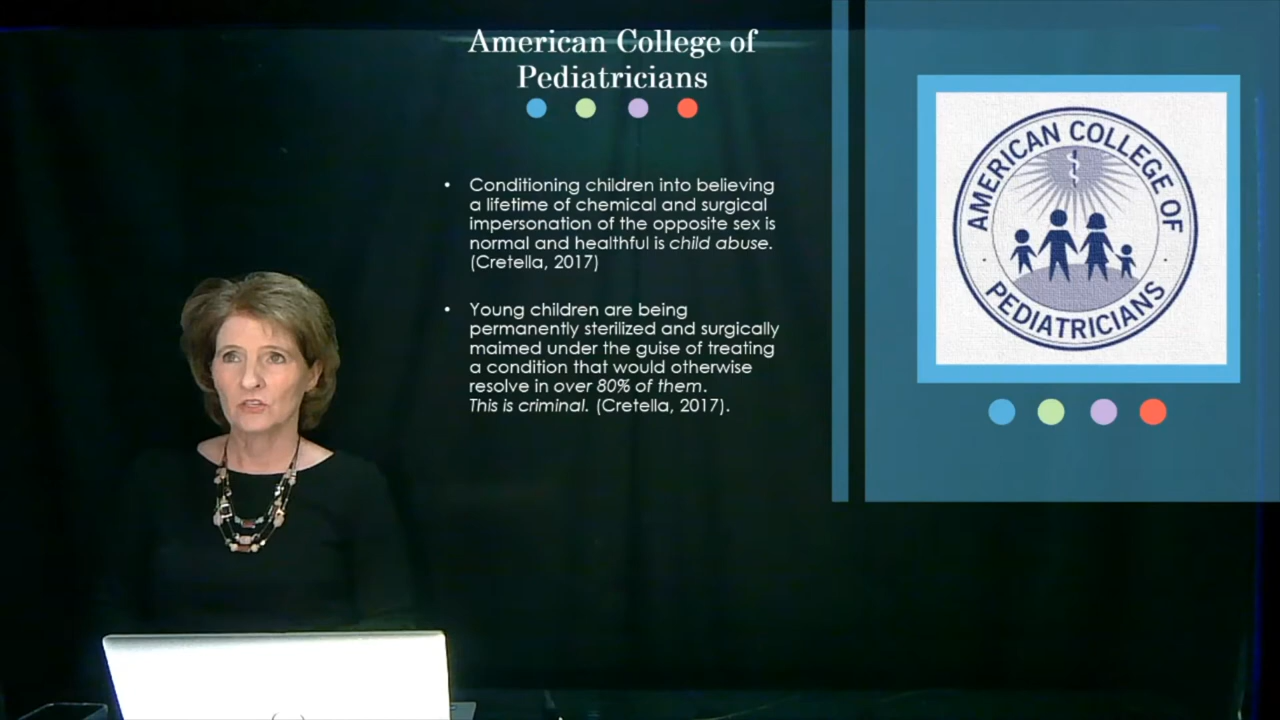 American College of
Pediatricians
• Conditioning children into believing
a lifetime of chemical and surgical
impersonation of the opposite sex is
normal and healthful is child abuse.
(Cretella, 2017)
• Young children are being
permanently sterilized and surgically
maimed under the guise of treating
a condition that would otherwise
resolve in over 80% of them.
This is criminal. (Cretella, 2017).
AMERICAN COLLEGE OF
PEDIATRICIANS